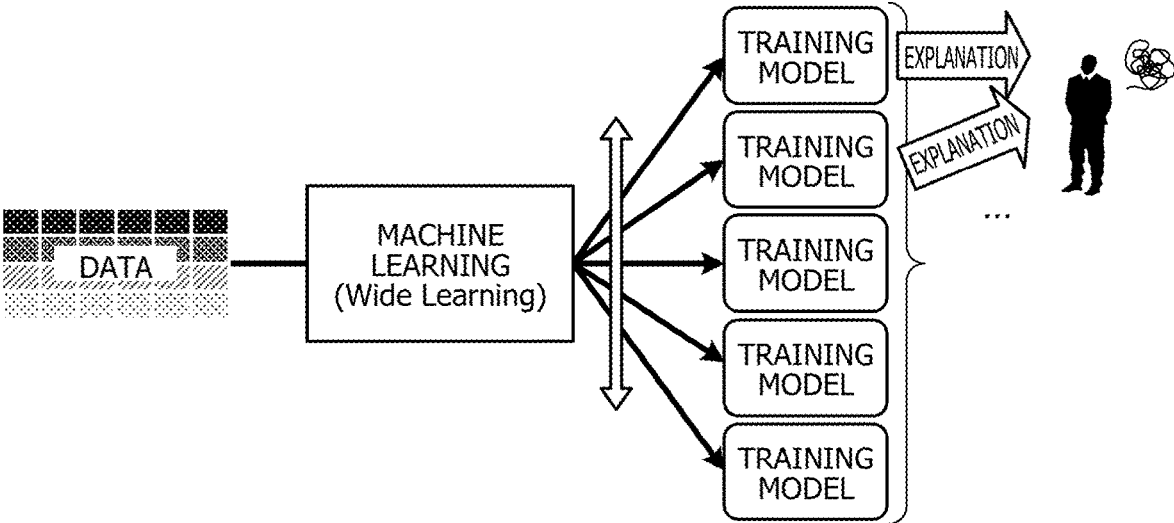 DATA
MACHINE
LEARNING
(Wide Learning)
TRAINING
MODEL
TRAINING
MODEL
TRAINING
MODEL
TRAINING
MODEL
TRAINING
MODEL
EXPLANATION
EXPLANATION
...